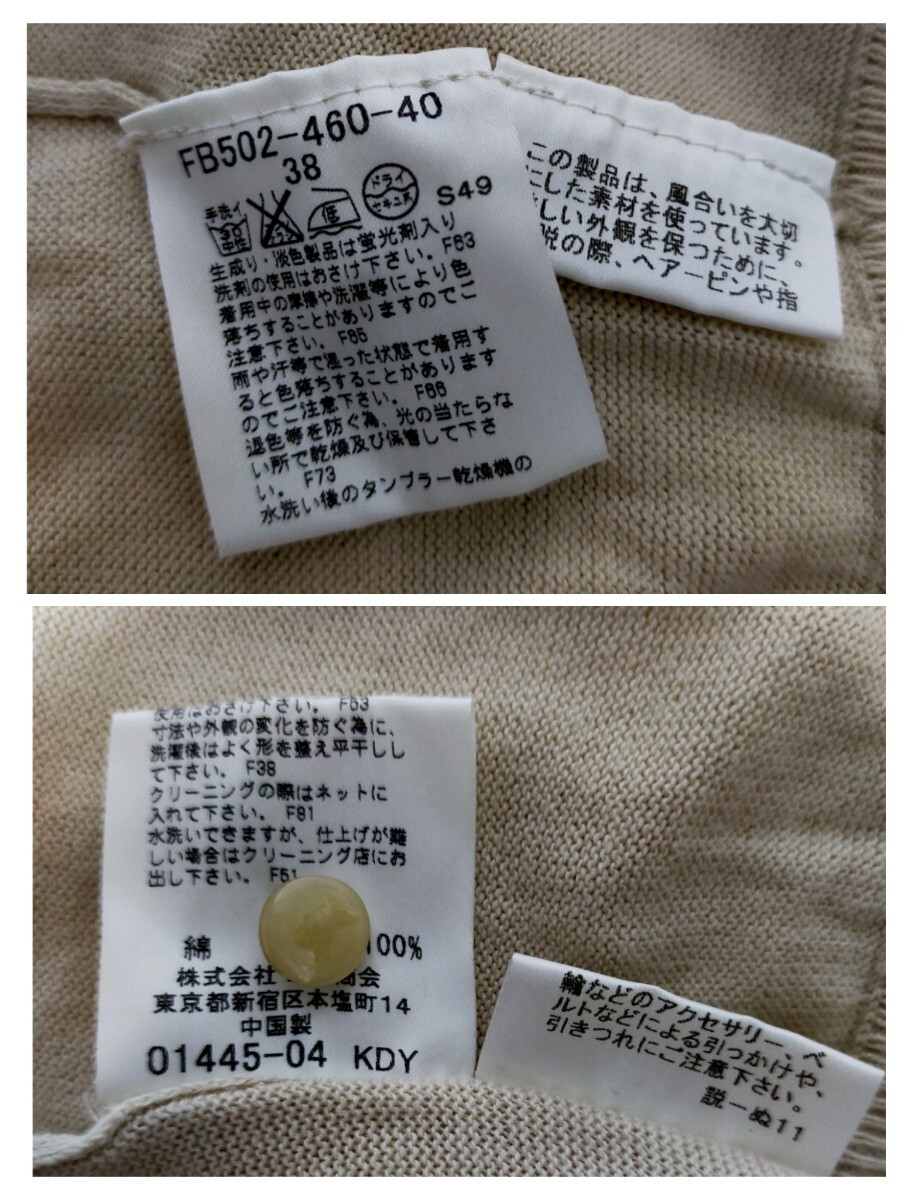 FB502-460-40
38
手洗イ
30
中性
低
ドライ
セキユ系
S49
生成り・淡色製品は蛍光剤入り
洗剤の使用はおさけ下さい。F63
着用中の摩擦や洗濯等により色
落ちすることがありますのでご
注意下さい。F65
雨や汗等で湿った状態で着用す
ると色落ちすることがあります
のでご注意下さい。F66
退色等を防ぐ為、光の当たらな
い所で乾燥及び保管して下さ
い。F73
水洗い後のタンブラー乾燥機の
この製品は、風合いを大切
にした素材を使っています。
しい外観を保つために、
脱の際、ヘアーピンや指
使用はおさけ下さい。F53
寸法や外観の変化を防ぐ為に、
洗濯後はよく形を整え平干しし
て下さい。F38
クリーニングの際はネットに
入れて下さい。F81
水洗いできますが、仕上げが難
しい場合はクリーニング店にお
出し下さい。F51
綿 100%
株式会社 商会
東京都新宿区本塩町14
中国製
01445-04 KDY
輪などのアクセサリー、ベ
ルトなどによる引っかけや、
引きつれにご注意下さい。
説-ぬ11